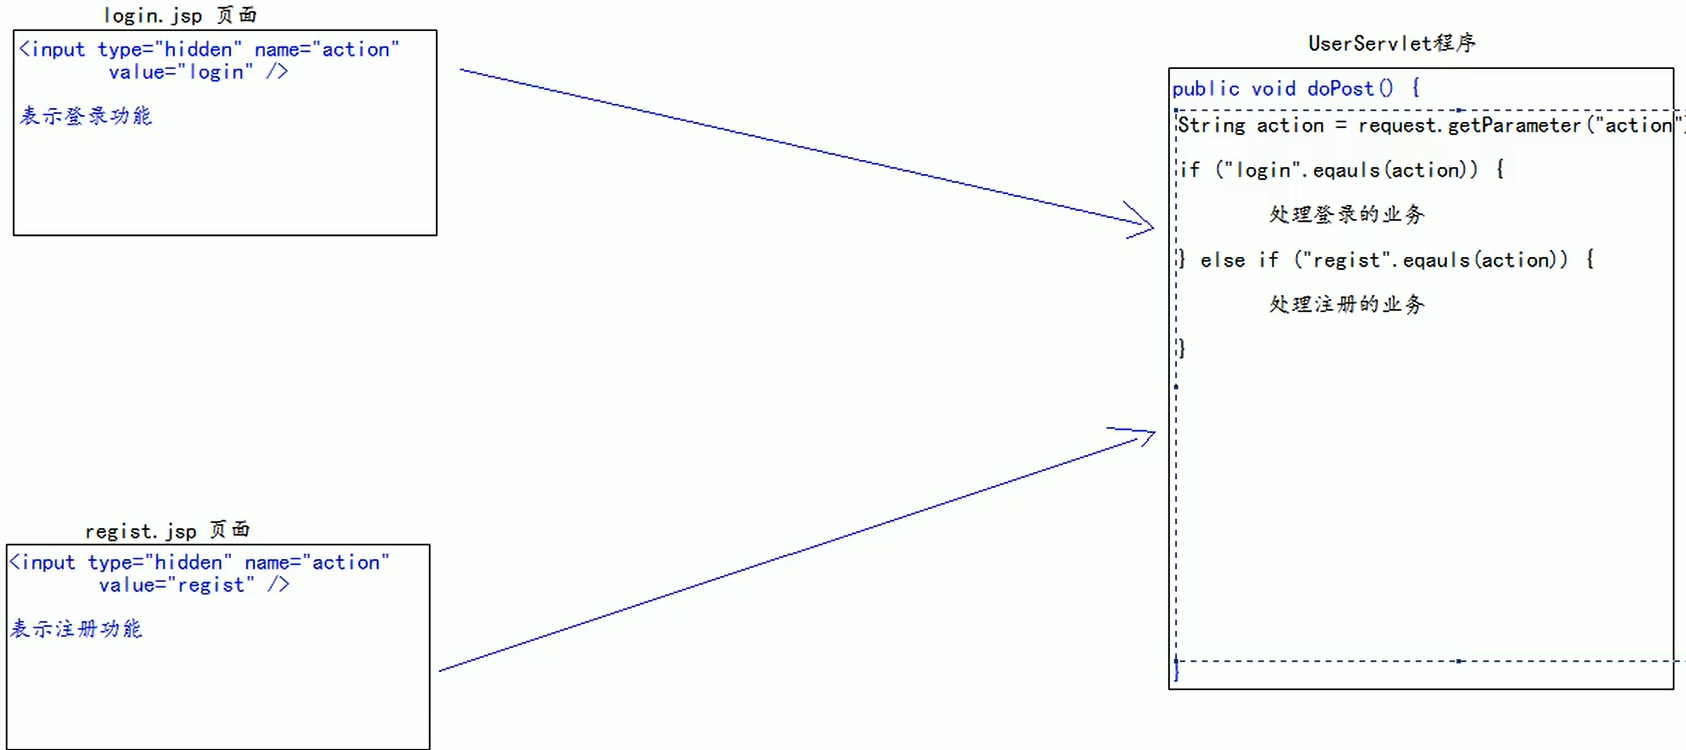 login.jsp 页面
<input type="hidden" name="action"
value="login" />
表示登录功能
regist.jsp 页面
<input type="hidden" name="action"
value="regist" />
表示注册功能
UserServlet程序
public void doPost() {
String action = request.getParameter("action")
if ("login".eqauls(action)) {
处理登录的业务
} else if ("regist".eqauls(action)) {
处理注册的业务
}
}